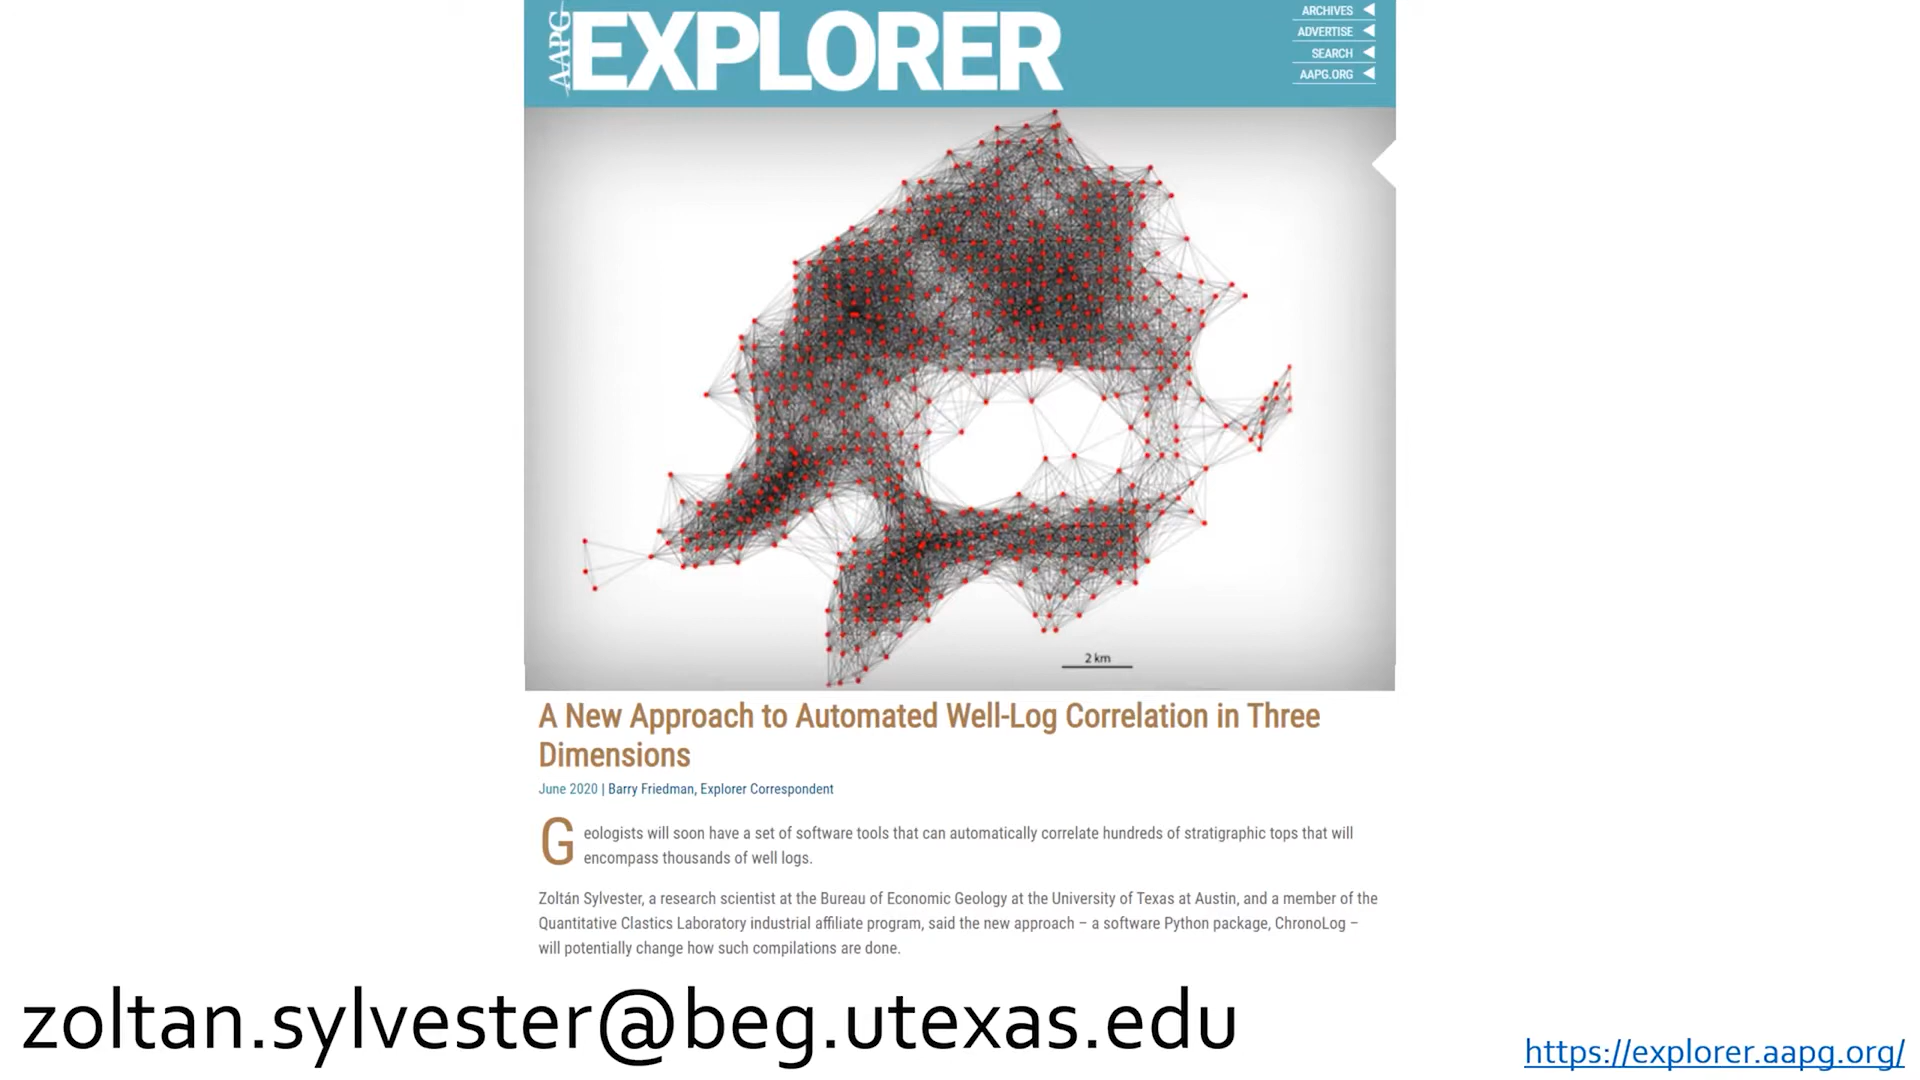 AAPG EXPLORER
ARCHIVES
ADVERTISE
SEARCH
AAPG.ORG
2 km
A New Approach to Automated Well-Log Correlation in Three
Dimensions
June 2020 | Barry Friedman, Explorer Correspondent
Geologists will soon have a set of software tools that can automatically correlate hundreds of stratigraphic tops that will
encompass thousands of well logs.
Zoltán Sylvester, a research scientist at the Bureau of Economic Geology at the University of Texas at Austin, and a member of the
Quantitative Clastics Laboratory industrial affiliate program, said the new approach – a software Python package, ChronoLog –
will potentially change how such compilations are done.
zoltan.sylvester@beg.utexas.edu
https://explorer.aapg.org/